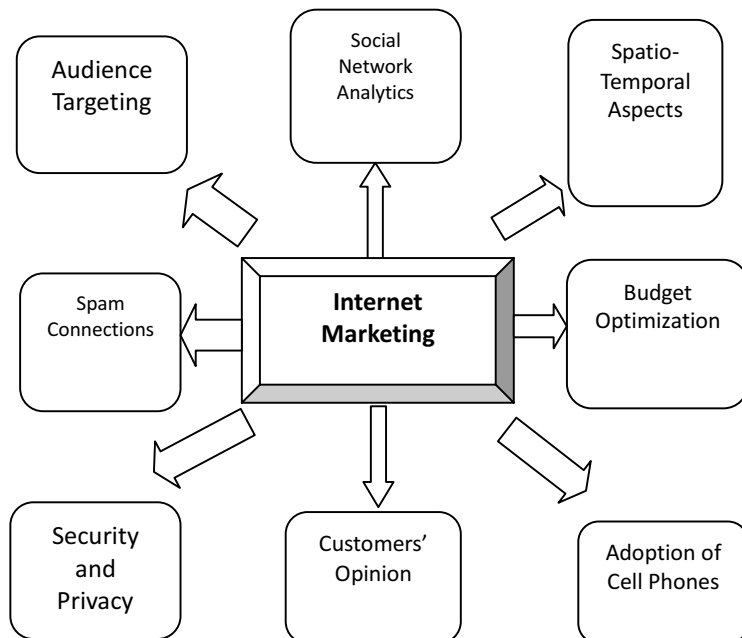 Audience
Targeting
Social
Network
Analytics
Spatio-
Temporal
Aspects
Spam
Connections
Internet
Marketing
Budget
Optimization
Security
and
Privacy
Customers’
Opinion
Adoption of
Cell Phones